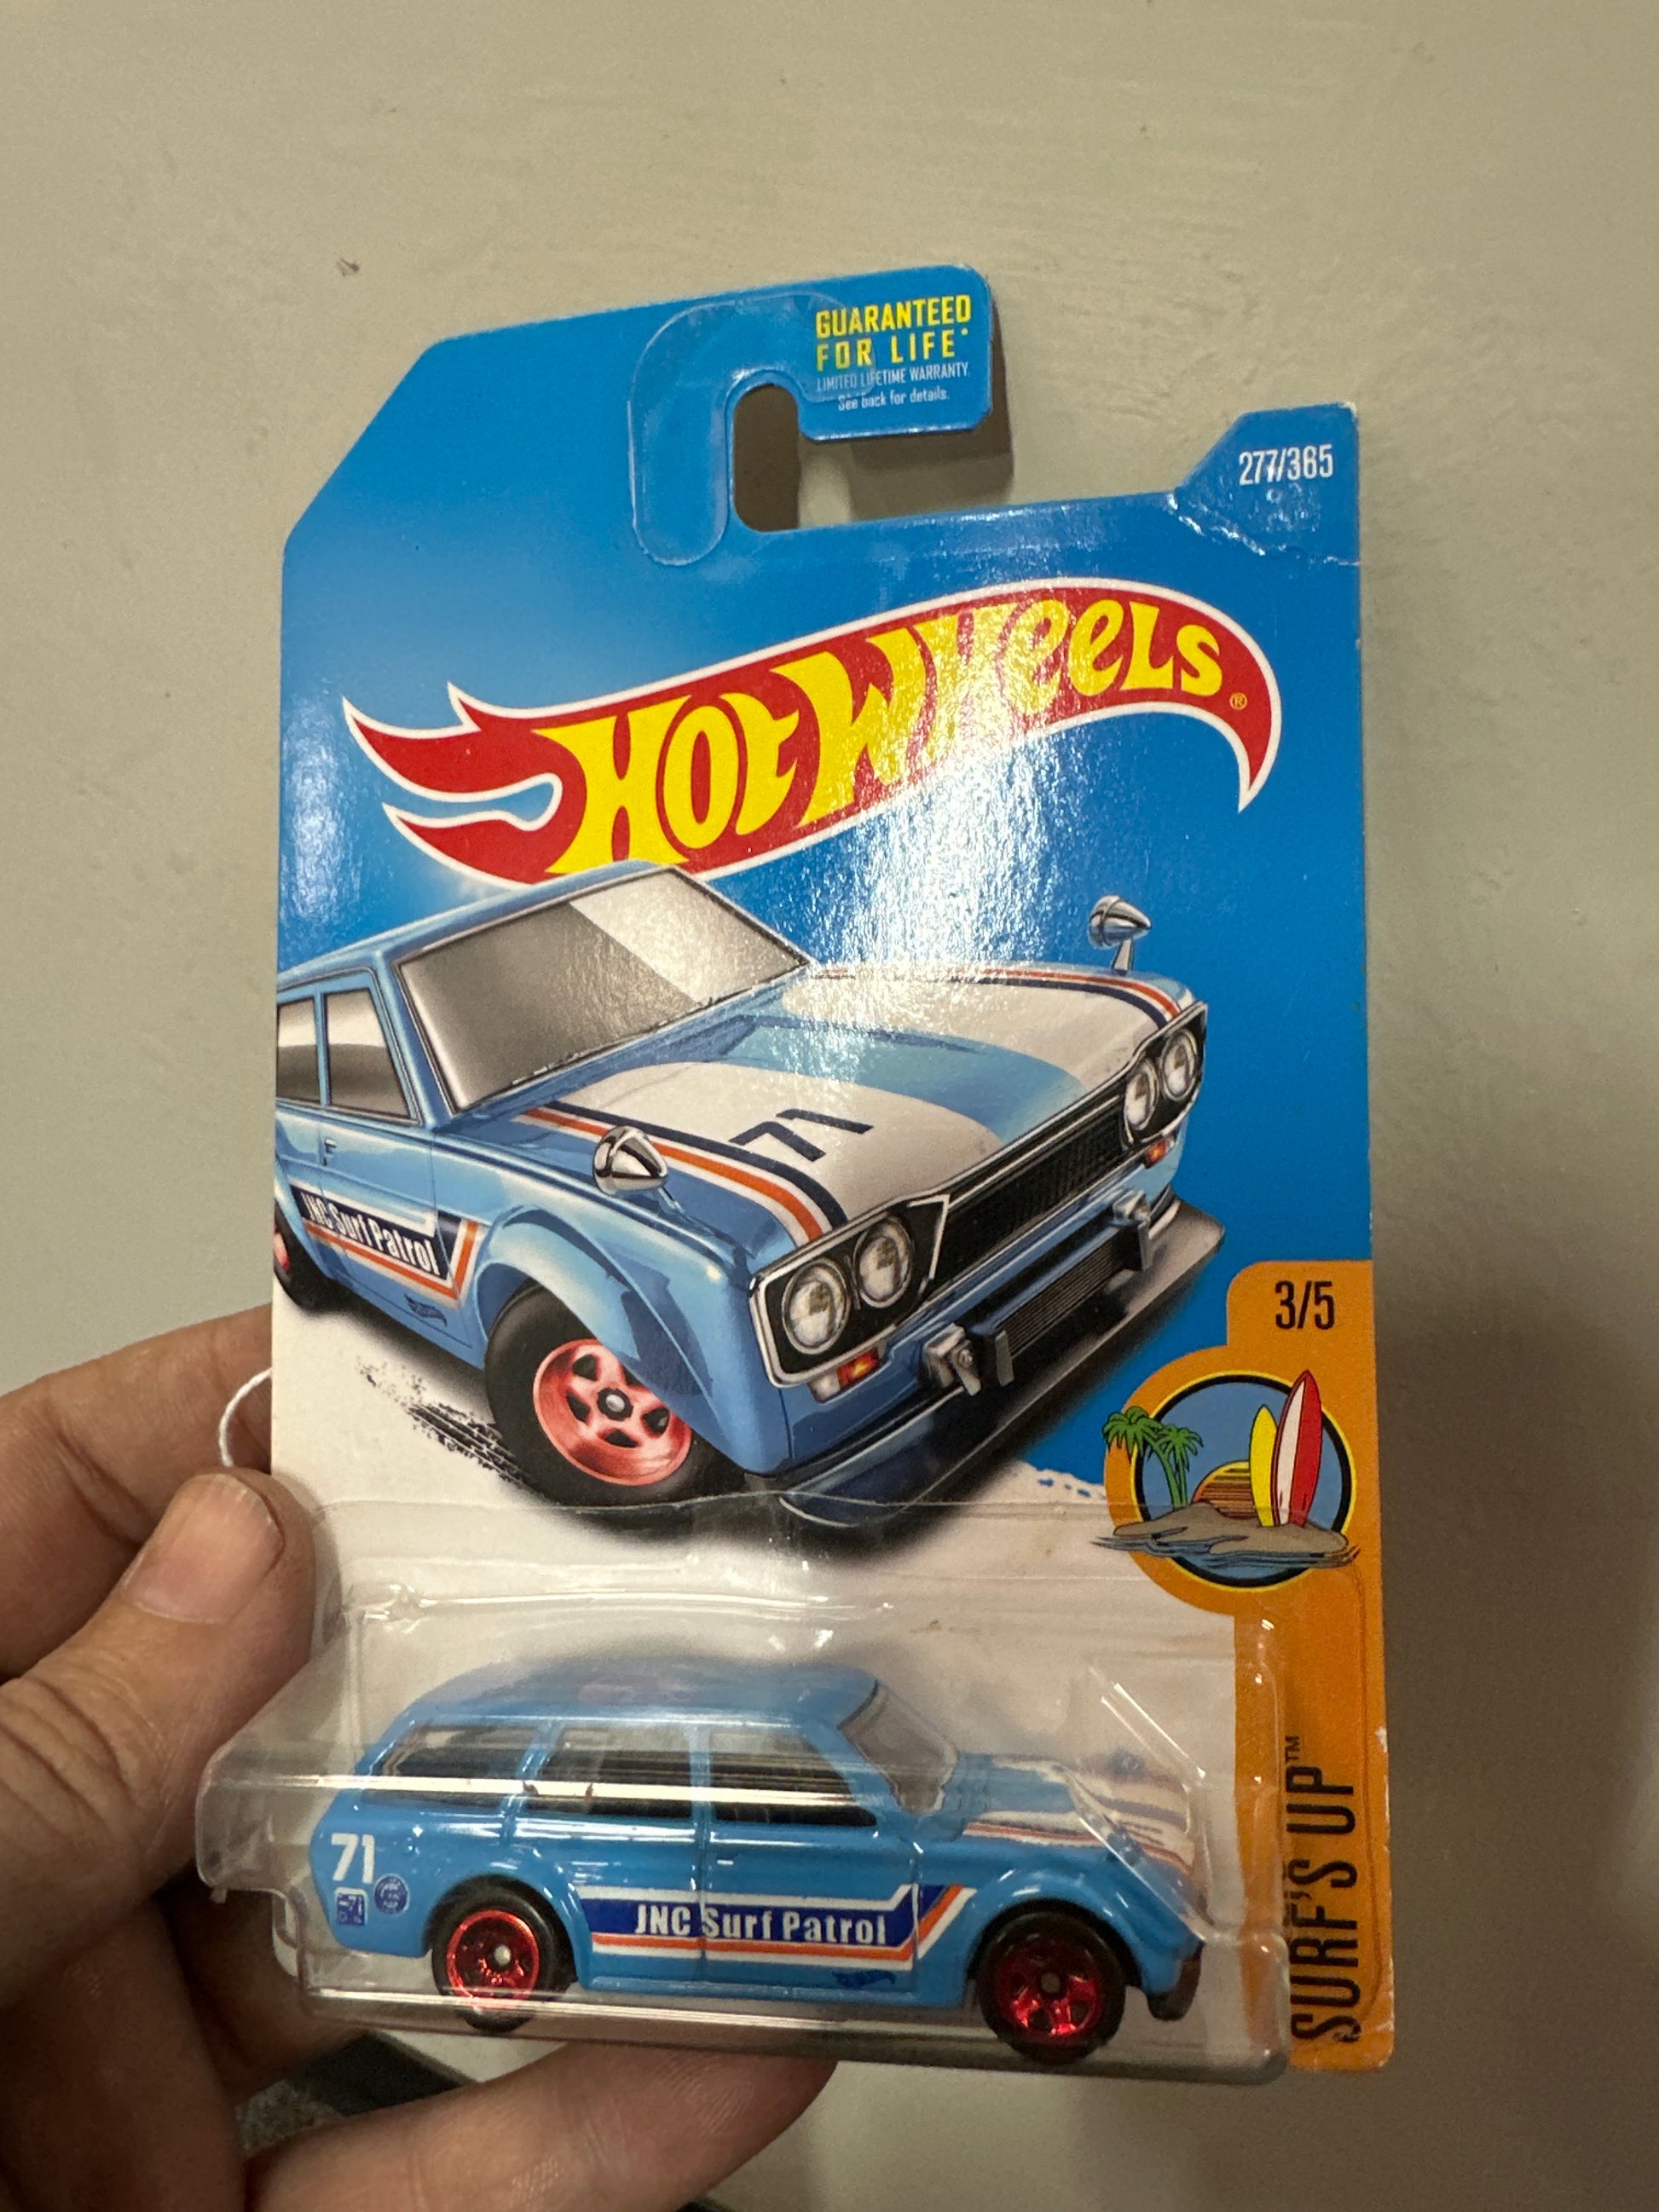 GUARANTEED
FOR LIFE*
LIMITED LIFETIME WARRANTY.
See back for details.
277/365
HOT WHEELS®
71
JNC Surf Patrol
3/5
71
JNC Surf Patrol
SURF'S UP™